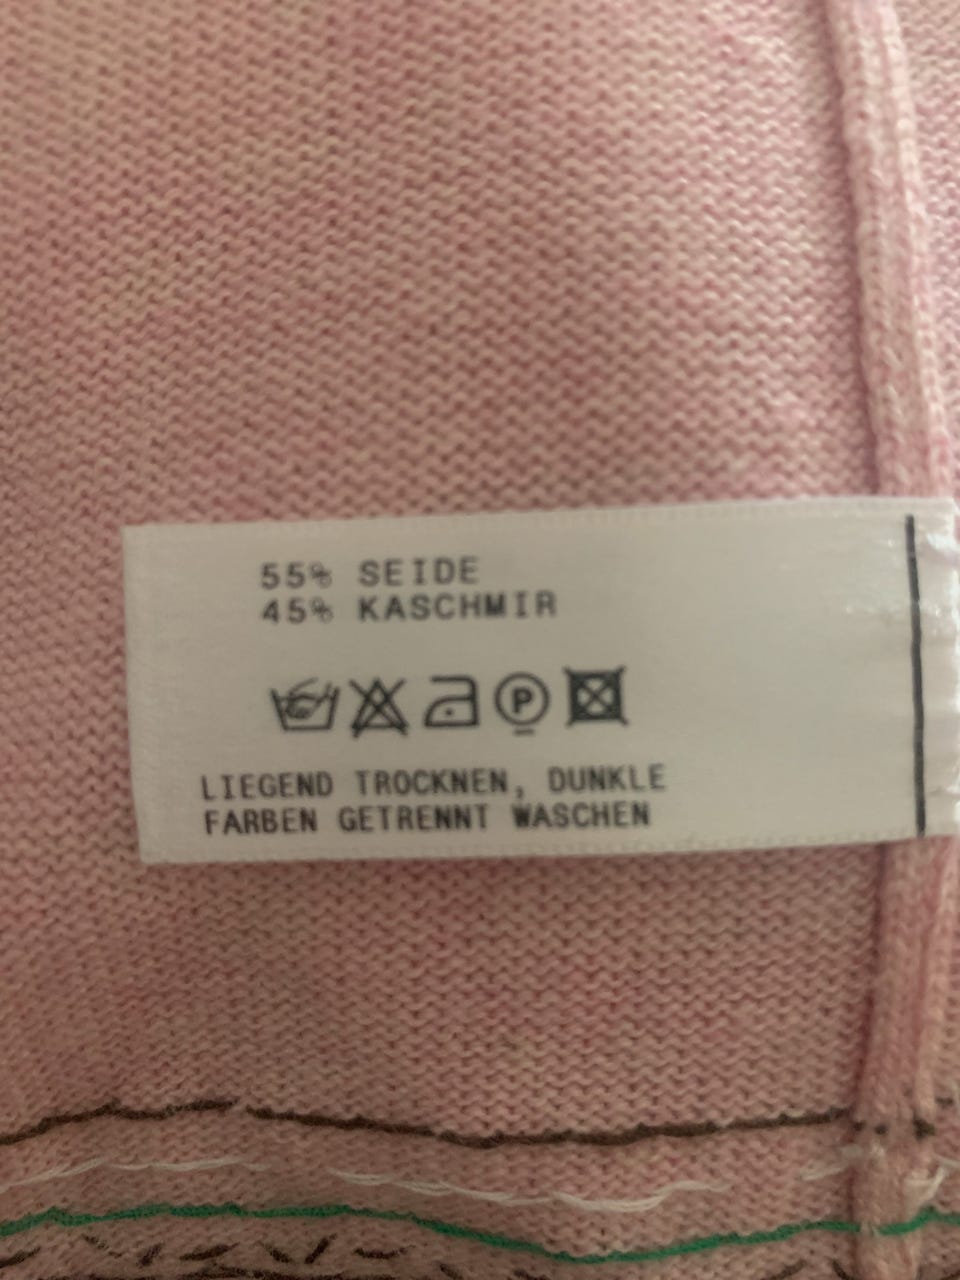 55% SEIDE
45% KASCHMIR
P
LIEGEND TROCKNEN, DUNKLE
FARBEN GETRENNT WASCHEN